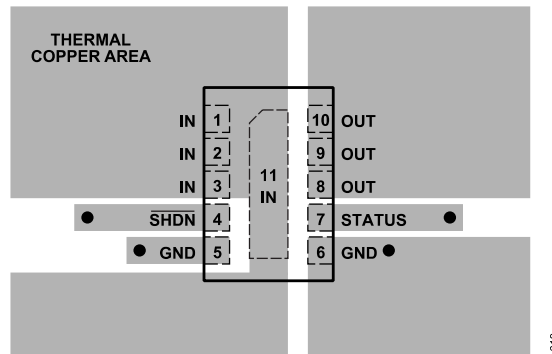 THERMAL
COPPER AREA
IN 1 10 OUT
IN 2 9 OUT
11
IN
IN 3 8 OUT
SHDN 4 7 STATUS
GND 5 6 GND